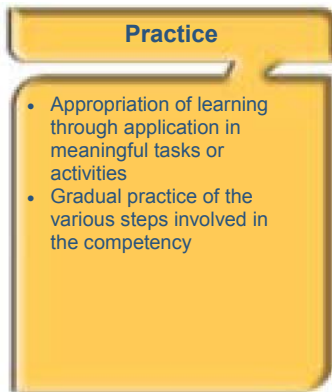 Practice
• Appropriation of learning
through application in
meaningful tasks or
activities
• Gradual practice of the
various steps involved in
the competency